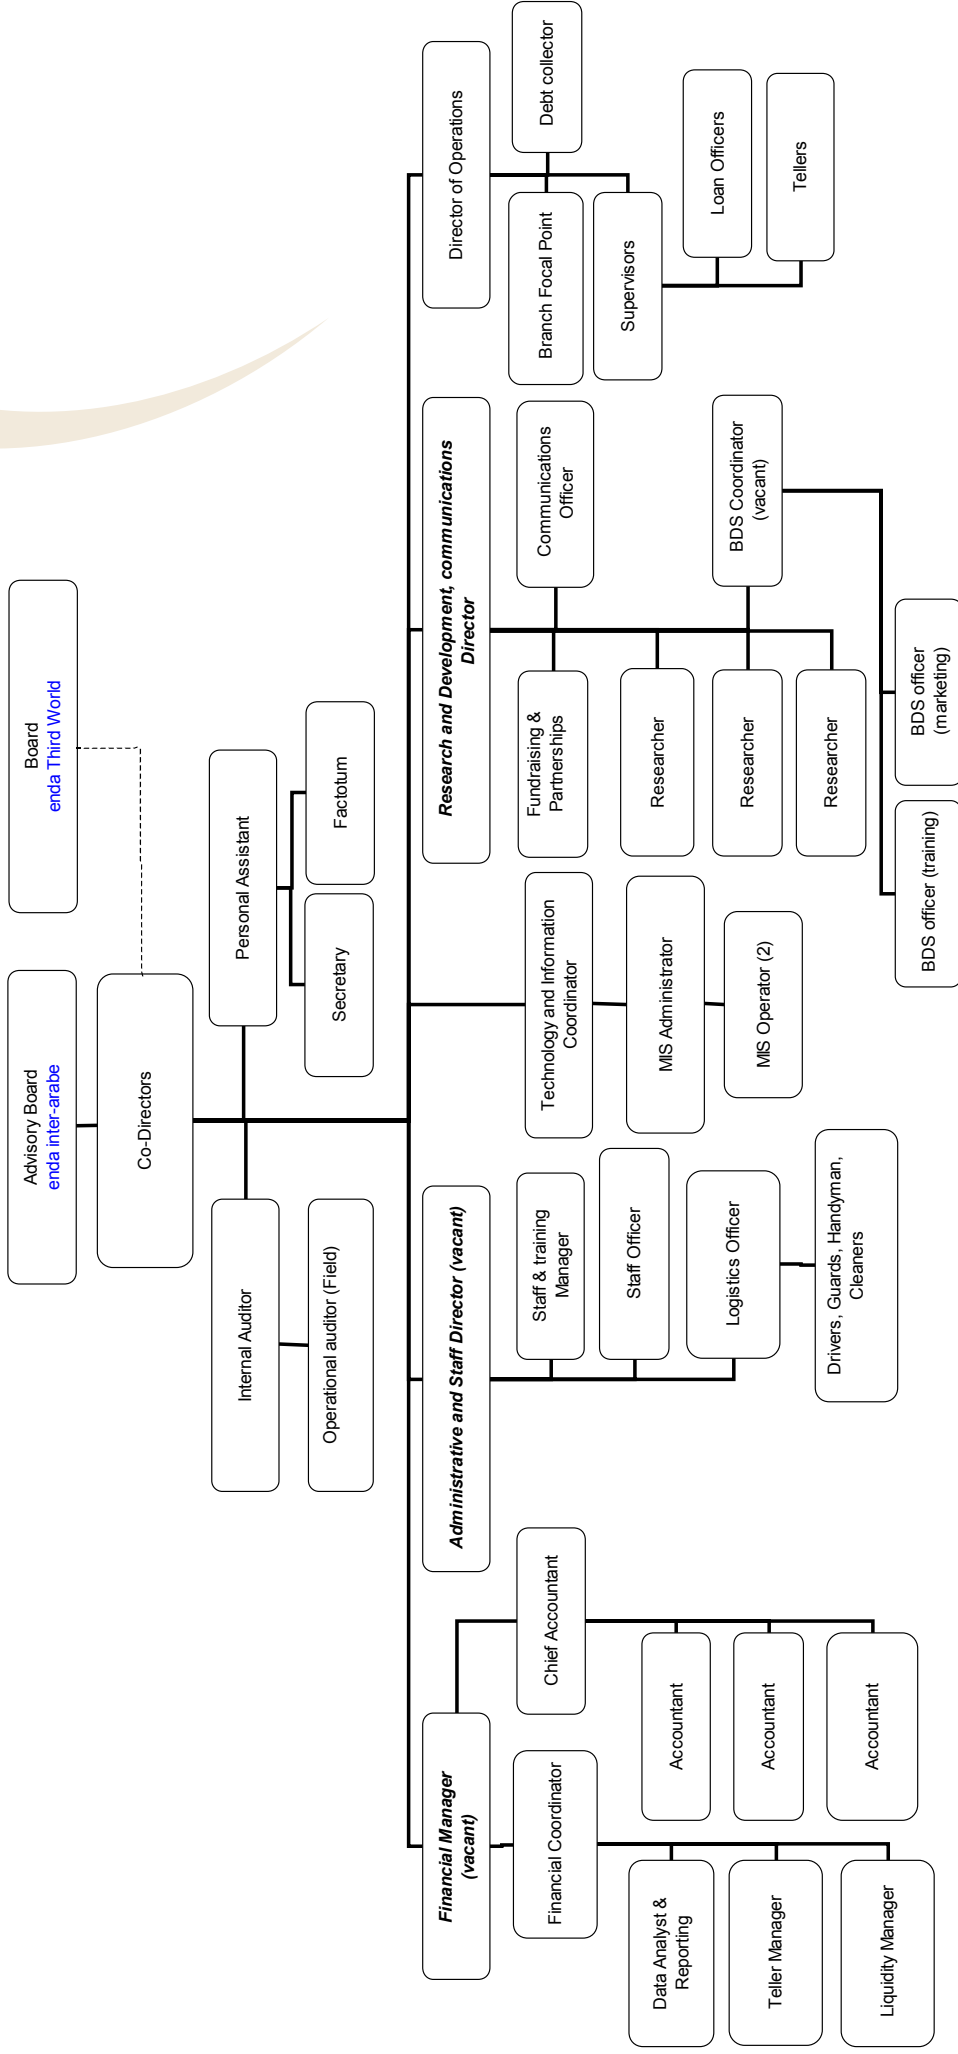 Advisory Board
enda inter-arabe
Board
enda Third World
Co-Directors
Internal Auditor
Personal Assistant
Operational auditor (Field)
Secretary
Factotum
Financial Manager
(vacant)
Administrative and Staff Director (vacant)
Research and Development, communications
Director
Director of Operations
Financial Coordinator
Chief Accountant
Data Analyst &
Reporting
Teller Manager
Liquidity Manager
Accountant
Accountant
Accountant
Staff & training
Manager
Staff Officer
Logistics Officer
Drivers, Guards, Handyman,
Cleaners
Technology and Information
Coordinator
MIS Administrator
MIS Operator (2)
Fundraising &
Partnerships
Communications
Officer
Researcher
Researcher
BDS Coordinator
(vacant)
Researcher
BDS officer (training)
BDS officer
(marketing)
Branch Focal Point
Debt collector
Supervisors
Loan Officers
Tellers